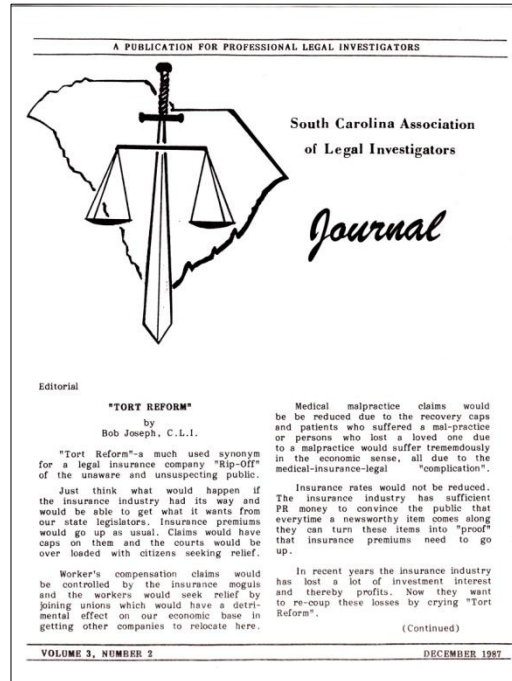 A PUBLICATION FOR PROFESSIONAL LEGAL INVESTIGATORS
South Carolina Association
of Legal Investigators
Journal
Editorial
"TORT REFORM"
by
Bob Joseph, C.L.I.
"Tort Reform"-a much used synonym
for a legal insurance company "Rip-Off"
of the unaware and unsuspecting public.
Just think what would happen if
the insurance industry had its way and
would be able to get what it wants from
our state legislators. Insurance premiums
would go up as usual. Claims would have
caps on them and the courts would be
over loaded with citizens seeking relief.
Worker's compensation claims would
be controlled by the insurance moguls
and the workers would seek relief by
joining unions which would have a detri-
mental effect on our economic base in
getting other companies to relocate here.
Medical malpractice claims would
be be reduced due to the recovery caps
and patients who suffered a mal-practice
or persons who lost a loved one due
to a malpractice would suffer trememdously
in the economic sense, all due to the
medical-insurance-legal "complication".
Insurance rates would not be reduced.
The insurance industry has sufficient
PR money to convince the public that
everytime a newsworthy item comes along
they can turn these items into "proof"
that insurance premiums need to go
up.
In recent years the insurance industry
has lost a lot of investment interest
and thereby profits. Now they want
to re-coup these losses by crying "Tort
Reform".
(Continued)
VOLUME 3, NUMBER 2
DECEMBER 1987